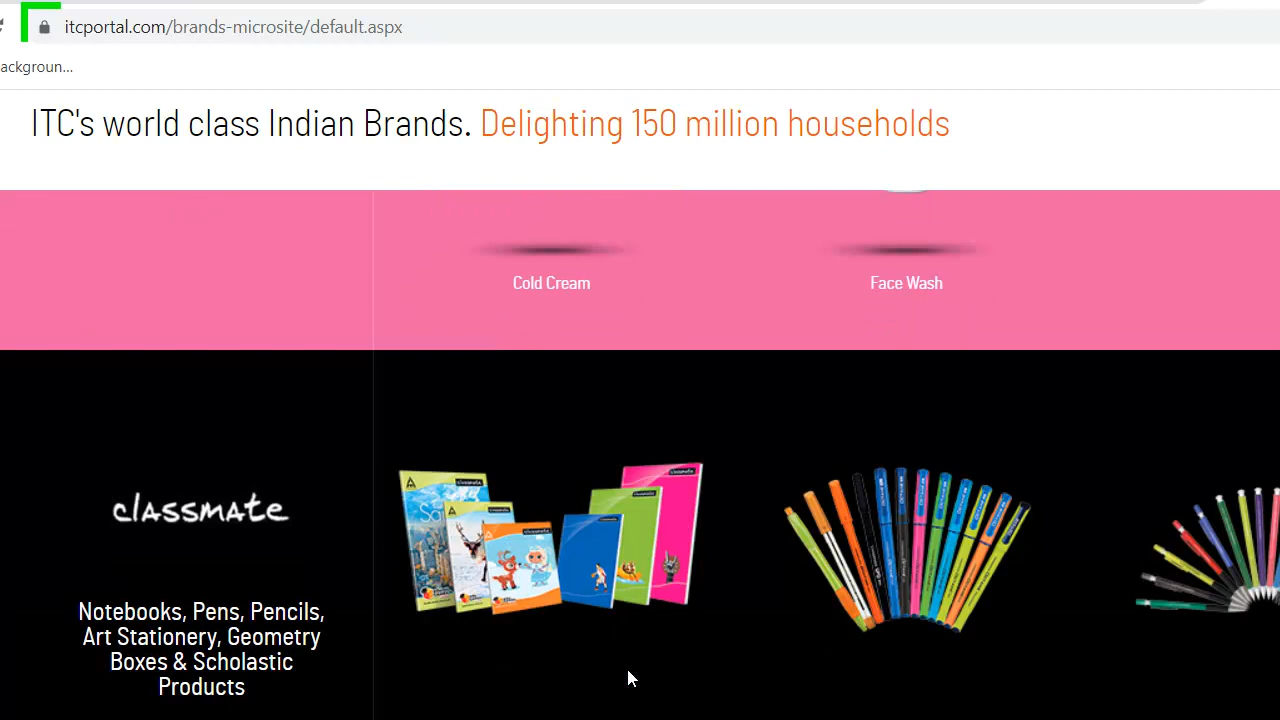 itcportal.com/brands-microsite/default.aspx
ackgroun...
ITC's world class Indian Brands. Delighting 150 million households
Cold Cream
Face Wash
classmate
Notebooks, Pens, Pencils,
Art Stationery, Geometry
Boxes & Scholastic
Products